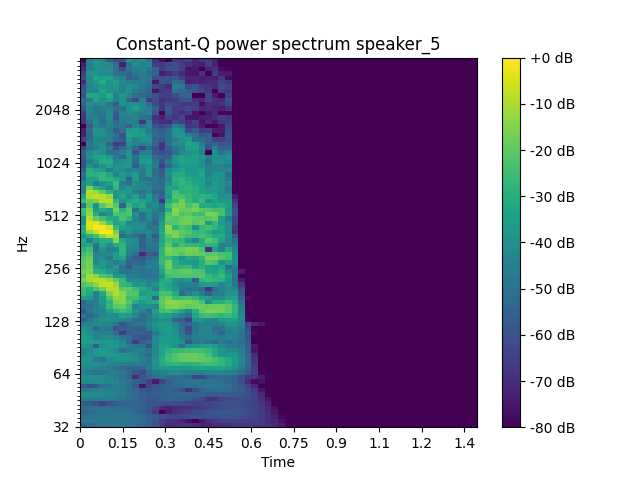 Constant-Q power spectrum speaker_5
Hz
2048
1024
512
256
128
64
32
0 0.15 0.3 0.45 0.6 0.75 0.9 1.1 1.2 1.4
Time
+0 dB
-10 dB
-20 dB
-30 dB
-40 dB
-50 dB
-60 dB
-70 dB
-80 dB